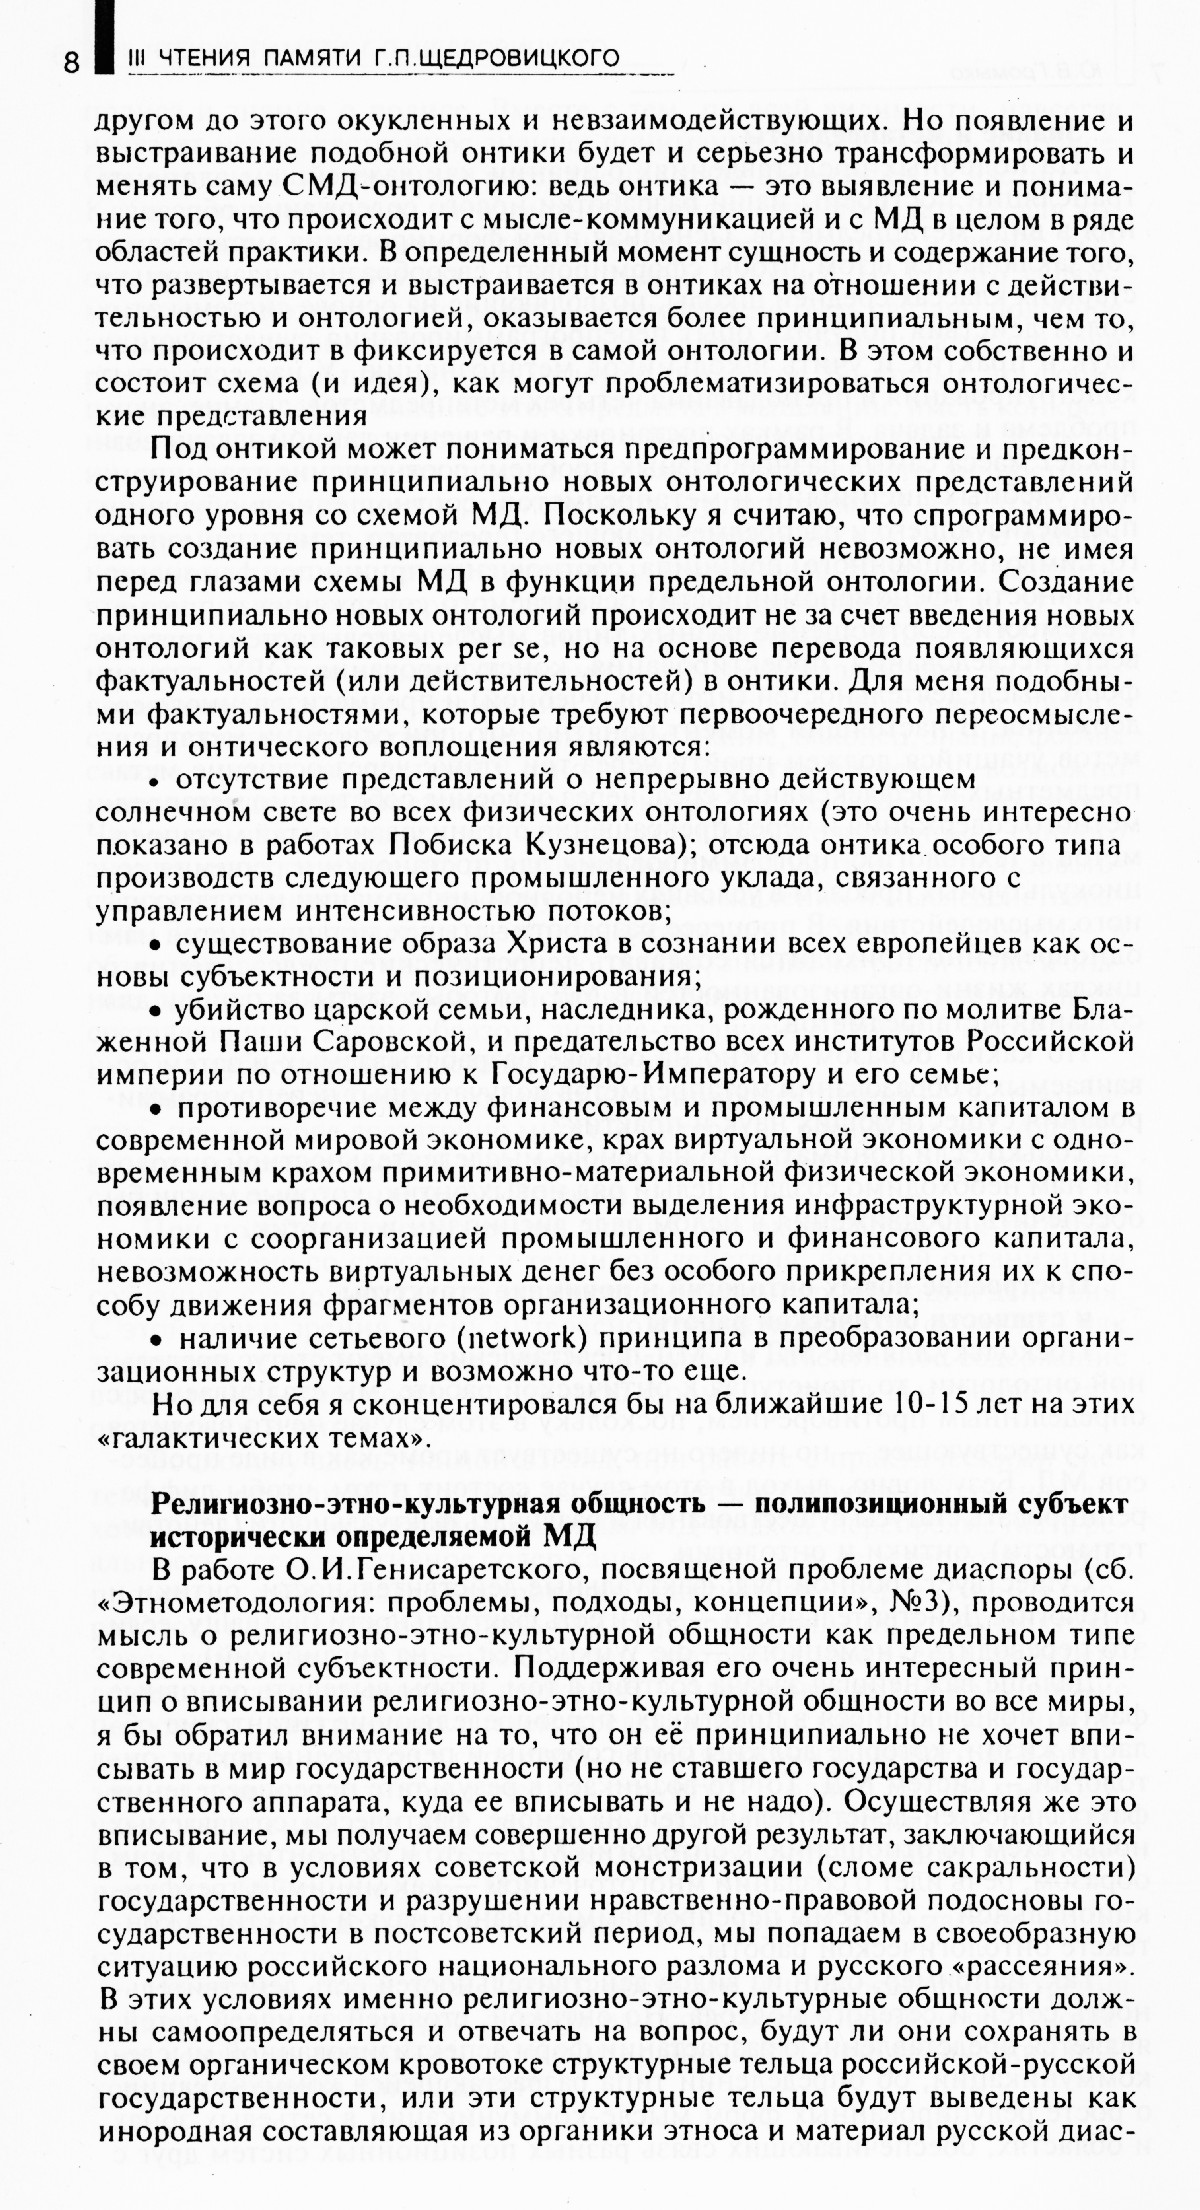 8 III ЧТЕНИЯ ПАМЯТИ Г.П.ЩЕДРОВИЦКОГО
другом до этого окукленных и невзаимодействующих. Но появление и
выстраивание подобной онтики будет и серьезно трансформировать и
менять саму СМД-онтологию: ведь онтика — это выявление и понима-
ние того, что происходит с мысле-коммуникацией и с МД в целом в ряде
областей практики. В определенный момент сущность и содержание того,
что развертывается и выстраивается в онтиках на отношении с действи-
тельностью и онтологией, оказывается более принципиальным, чем то,
что происходит в фиксируется в самой онтологии. В этом собственно и
состоит схема (и идея), как могут проблематизироваться онтологичес-
кие представления
Под онтикой может пониматься предпрограммирование и предкон-
струирование принципиально новых онтологических представлений
одного уровня со схемой МД. Поскольку я считаю, что спрограммиро-
вать создание принципиально новых онтологий невозможно, не имея
перед глазами схемы МД в функции предельной онтологии. Создание
принципиально новых онтологий происходит не за счет введения новых
онтологий как таковых per se, но на основе перевода появляющихся
фактуальностей (или действительностей) в онтики. Для меня подобны-
ми фактуальностями, которые требуют первоочередного переосмысле-
ния и онтического воплощения являются:
• отсутствие представлений о непрерывно действующем
солнечном свете во всех физических онтологиях (это очень интересно
показано в работах Побиска Кузнецова); отсюда онтика особого типа
производств следующего промышленного уклада, связанного с
управлением интенсивностью потоков;
• существование образа Христа в сознании всех европейцев как ос-
новы субъектности и позиционирования;
• убийство царской семьи, наследника, рожденного по молитве Бла-
женной Паши Саровской, и предательство всех институтов Российской
империи по отношению к Государю-Императору и его семье;
• противоречие между финансовым и промышленным капиталом в
современной мировой экономике, крах виртуальной экономики с одно-
временным крахом примитивно-материальной физической экономики,
появление вопроса о необходимости выделения инфраструктурной эко-
номики с соорганизацией промышленного и финансового капитала,
невозможность виртуальных денег без особого прикрепления их к спо-
собу движения фрагментов организационного капитала;
• наличие сетьевого (network) принципа в преобразовании органи-
зационных структур и возможно что-то еще.
Но для себя я сконцентировался бы на ближайшие 10-15 лет на этих
«галактических темах».
Религиозно-этно-культурная общность — полипозиционный субъект
исторически определяемой МД
В работе О.И.Генисаретского, посвященой проблеме диаспоры (сб.
«Этнометодология: проблемы, подходы, концепции», №3), проводится
мысль о религиозно-этно-культурной общности как предельном типе
современной субъектности. Поддерживая его очень интересный прин-
цип о вписывании религиозно-этно-культурной общности во все миры,
я бы обратил внимание на то, что он её принципиально не хочет впи-
сывать в мир государственности (но не ставшего государства и государ-
ственного аппарата, куда ее вписывать и не надо). Осуществляя же это
вписывание, мы получаем совершенно другой результат, заключающийся
в том, что в условиях советской монстризации (сломе сакральности)
государственности и разрушении нравственно-правовой подосновы го-
сударственности в постсоветский период, мы попадаем в своеобразную
ситуацию российского национального разлома и русского «рассеяния».
В этих условиях именно религиозно-этно-культурные общности долж-
ны самоопределяться и отвечать на вопрос, будут ли они сохранять в
своем органическом кровотоке структурные тельца российской-русской
государственности, или эти структурные тельца будут выведены как
инородная составляющая из органики этноса и материал русской диас-